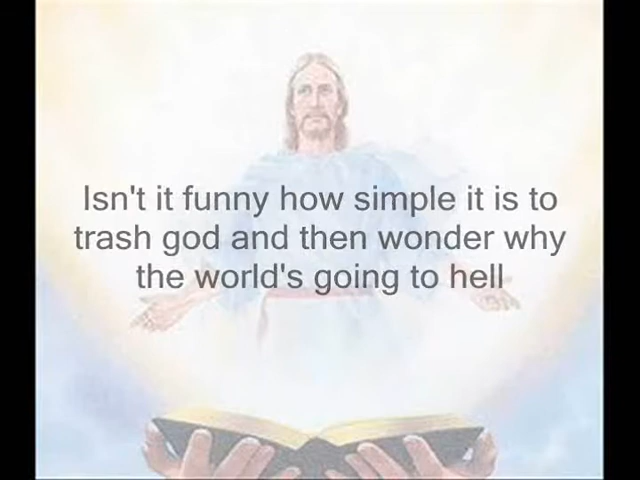 Isn't it funny how simple it is to
trash god and then wonder why
the world's going to hell